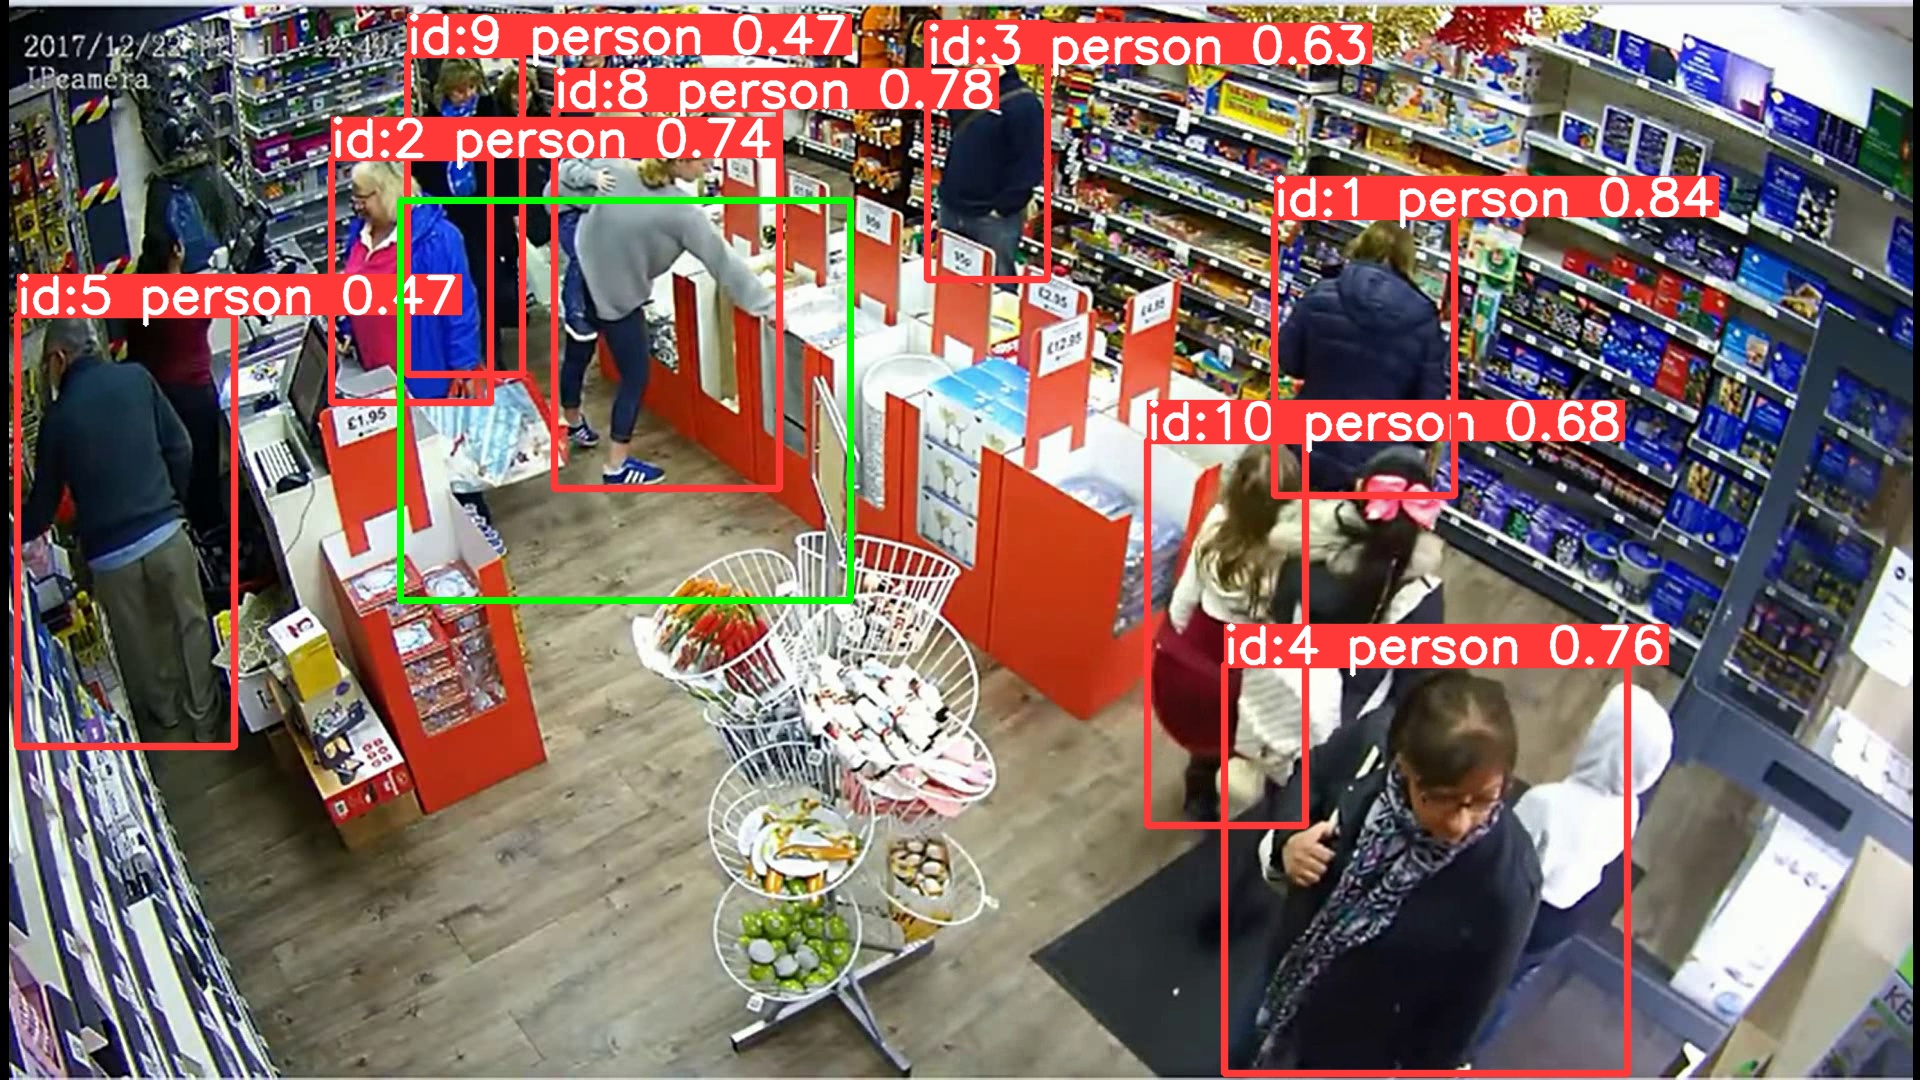 2017/12/22
IPcamera
id:9 person 0.47
id:3 person 0.63
id:8 person 0.78
id:2 person 0.74
id:1 person 0.84
id:5 person 0.47
50p
50p
£2.95
£4.95
£12.95
£1.95
id:10 person 0.68
id:4 person 0.76